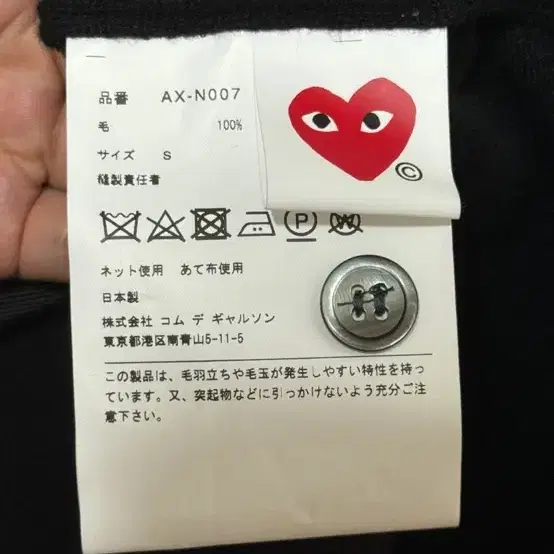 品番 AX-N007
毛 100%
サイズ S
縫製責任者
P
W
ネット使用 あて布使用
日本製
株式会社 コム デ ギャルソン
東京都港区南青山5-11-5
この製品は、毛羽立ちや毛玉が発生しやすい特性を持っ
ています。又、突起物などに引っかけないよう充分ご注
意下さい。
©